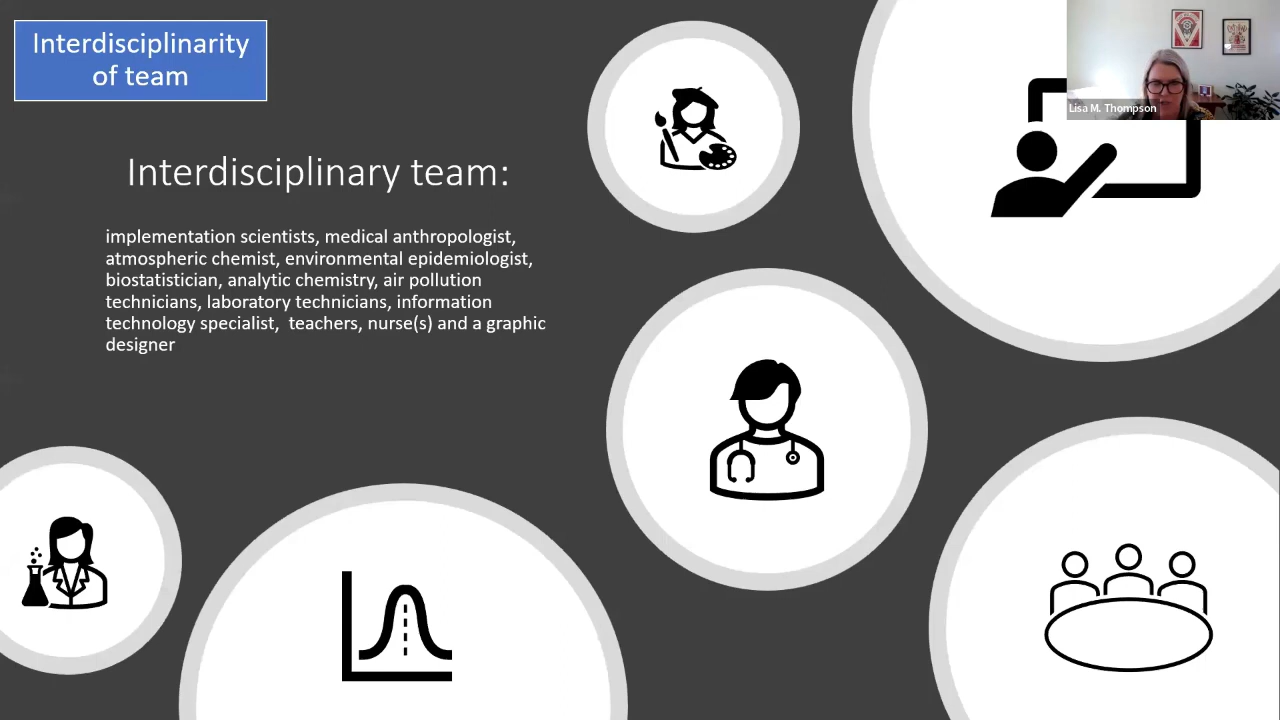 Interdisciplinarity
of team
Lisa M. Thompson
Interdisciplinary team:
implementation scientists, medical anthropologist,
atmospheric chemist, environmental epidemiologist,
biostatistician, analytic chemistry, air pollution
technicians, laboratory technicians, information
technology specialist,  teachers, nurse(s) and a graphic
designer